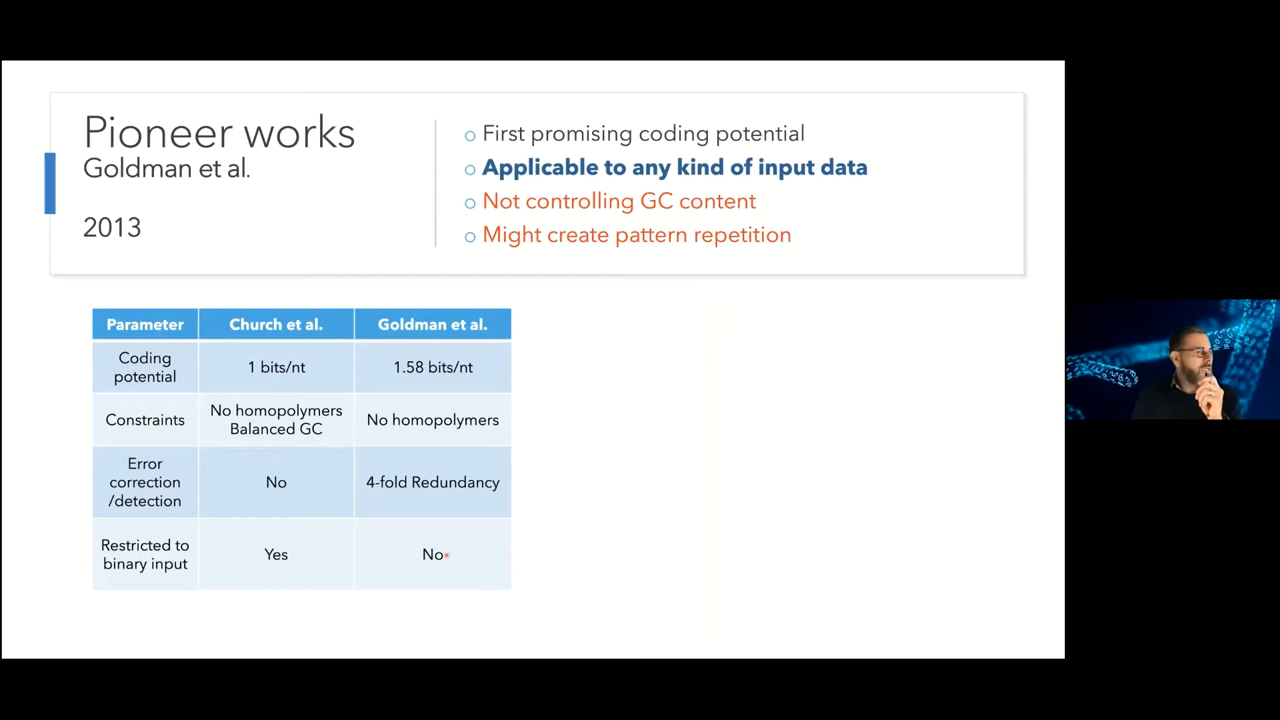 Pioneer works
Goldman et al.
2013
First promising coding potential
Applicable to any kind of input data
Not controlling GC content
Might create pattern repetition
Parameter
Church et al.
Goldman et al.
Coding
potential
1 bits/nt
1.58 bits/nt
Constraints
No homopolymers
Balanced GC
No homopolymers
Error
correction
/detection
No
4-fold Redundancy
Restricted to
binary input
Yes
No